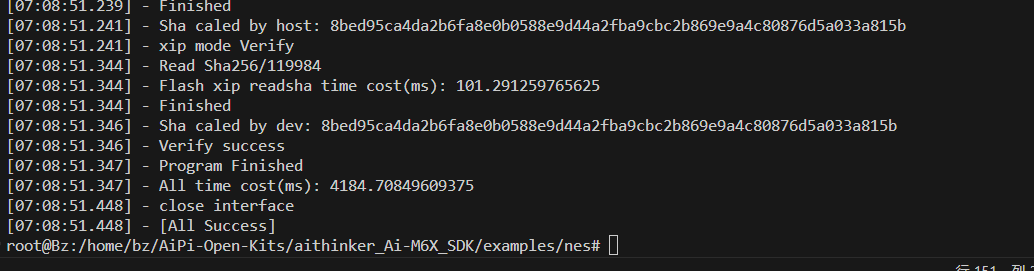 [07:08:51.239] - Finished
[07:08:51.241] - Sha caled by host: 8bed95ca4da2b6fa8e0b0588e9d44a2fba9cbc2b869e9a4c80876d5a033a815b
[07:08:51.241] - xip mode Verify
[07:08:51.344] - Read Sha256/119984
[07:08:51.344] - Flash xip readsha time cost(ms): 101.291259765625
[07:08:51.344] - Finished
[07:08:51.346] - Sha caled by dev: 8bed95ca4da2b6fa8e0b0588e9d44a2fba9cbc2b869e9a4c80876d5a033a815b
[07:08:51.346] - Verify success
[07:08:51.347] - Program Finished
[07:08:51.347] - All time cost(ms): 4184.70849609375
[07:08:51.448] - close interface
[07:08:51.448] - [All Success]
root@Bz:/home/bz/AiPi-Open-Kits/aithinker_Ai-M6X_SDK/examples/nes#
行 151, 列